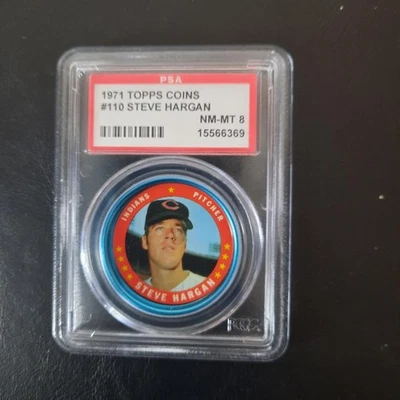 PSA
1971 TOPPS COINS
#110 STEVE HARGAN
NM-MT 8
15566369
INDIANS PITCHER
C
STEVE HARGAN